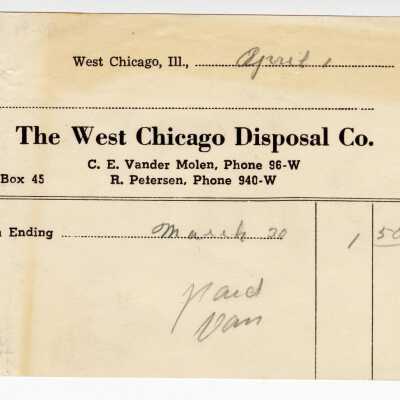 West Chicago, Ill., April 1
The West Chicago Disposal Co.
C. E. Vander Molen, Phone 96-W
Box 45 R. Petersen, Phone 940-W
Ending March 30 1 50
Paid
Van